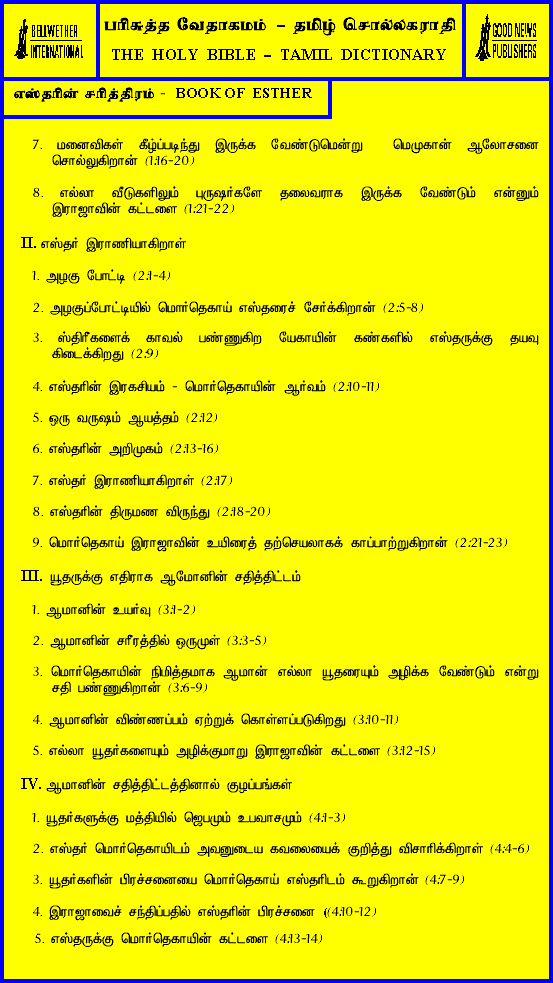 BELLWETHER
INTERNATIONAL
பரிசுத்த வேதாகமம் – தமிழ் சொல்லகராதி
THE HOLY BIBLE – TAMIL DICTIONARY
GOOD NEWS
PUBLISHERS
எஸ்தரின் சரித்திரம் - BOOK OF ESTHER
7. மனைவிகள் கீழ்ப்படிந்து இருக்க வேண்டுமென்று மெமுகான் ஆலோசனை
சொல்லுகிறான் (1:16-20)
8. எல்லா வீடுகளிலும் புருஷர்களே தலைவராக இருக்க வேண்டும் என்னும்
இராஜாவின் கட்டளை (1:21-22)
II. எஸ்தர் இராணியாகிறாள்
1. அழகு போட்டி (2:1-4)
2. அழகுப்போட்டியில் மொர்தெகாய் எஸ்தரைச் சேர்க்கிறான் (2:5-8)
3. ஸ்திரீகளைக் காவல் பண்ணுகிற யேகாயின் கண்களில் எஸ்தருக்கு தயவு
கிடைக்கிறது (2:9)
4. எஸ்தரின் இரகசியம் - மொர்தெகாயின் ஆர்வம் (2:10-11)
5. ஒரு வருஷம் ஆயத்தம் (2:12)
6. எஸ்தரின் அறிமுகம் (2:13-16)
7. எஸ்தர் இராணியாகிறாள் (2:17)
8. எஸ்தரின் திருமண விருந்து (2:18-20)
9. மொர்தெகாய் இராஜாவின் உயிரைத் தற்செயலாகக் காப்பாற்றுகிறான் (2:21-23)
III. யூதருக்கு எதிராக ஆமோனின் சதித்திட்டம்
1. ஆமானின் உயர்வு (3:1-2)
2. ஆமானின் சரீரத்தில் ஒருமுள் (3:3-5)
3. மொர்தெகாயின் நிமித்தமாக ஆமான் எல்லா யூதரையும் அழிக்க வேண்டும் என்று
சதி பண்ணுகிறான் (3:6-9)
4. ஆமானின் விண்ணப்பம் ஏற்றுக் கொள்ளப்படுகிறது (3:10-11)
5. எல்லா யூதர்களையும் அழிக்குமாறு இராஜாவின் கட்டளை (3:12-15)
IV. ஆமானின் சதித்திட்டத்தினால் குழப்பங்கள்
1. யூதர்களுக்கு மத்தியில் ஜெபமும் உபவாசமும் (4:1-3)
2. எஸ்தர் மொர்தெகாயிடம் அவனுடைய கவலையைக் குறித்து விசாரிக்கிறாள் (4:4-6)
3. யூதர்களின் பிரச்சனையை மொர்தெகாய் எஸ்தரிடம் கூறுகிறான் (4:7-9)
4. இராஜாவைச் சந்திப்பதில் எஸ்தரின் பிரச்சனை ((4:10-12)
5. எஸ்தருக்கு மொர்தெகாயின் கட்டளை (4:13-14)